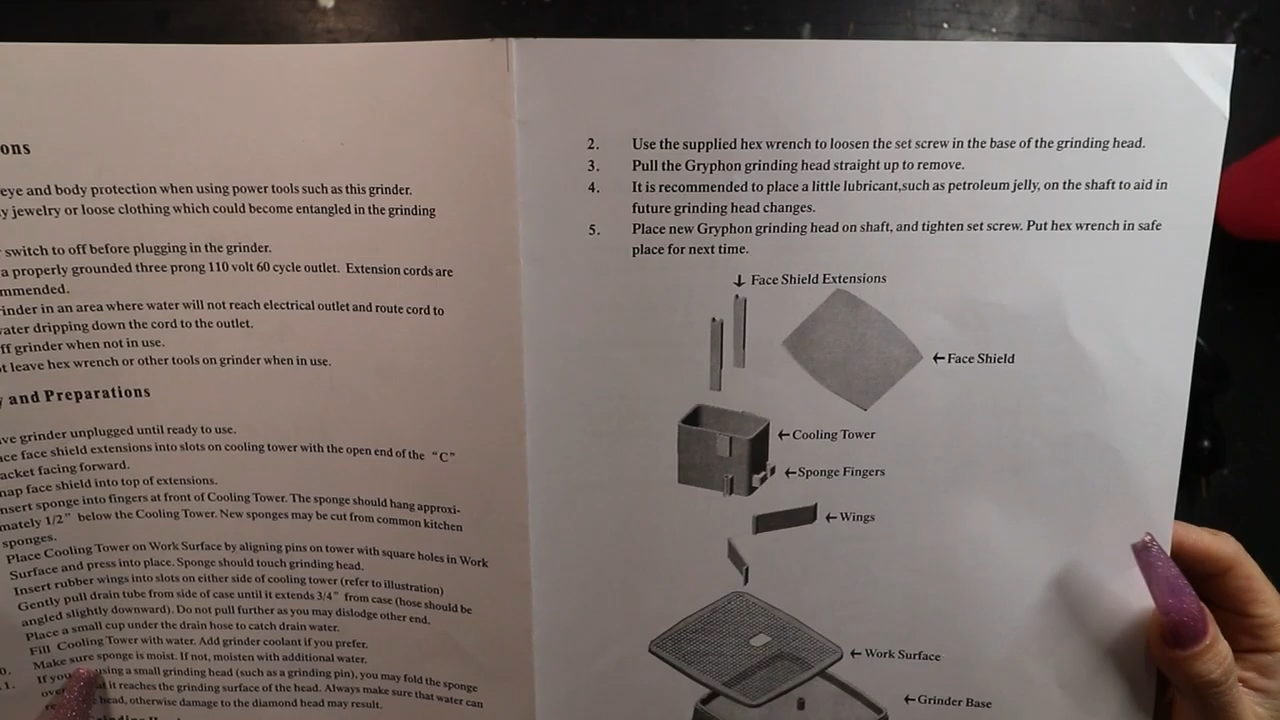 ons
eye and body protection when using power tools such as this grinder.
y jewelry or loose clothing which could become entangled in the grinding
switch to off before plugging in the grinder.
a properly grounded three prong 110 volt 60 cycle outlet. Extension cords are
mmended.
rinder in an area where water will not reach electrical outlet and route cord to
water dripping down the cord to the outlet.
ff grinder when not in use.
t leave hex wrench or other tools on grinder when in use.
y and Preparations
ve grinder unplugged until ready to use.
ace face shield extensions into slots on cooling tower with the open end of the "C"
acket facing forward.
nap face shield into top of extensions.
nsert sponge into fingers at front of Cooling Tower. The sponge should hang approxi-
mately 1/2" below the Cooling Tower. New sponges may be cut from common kitchen
sponges.
Place Cooling Tower on Work Surface by aligning pins on tower with square holes in Work
Surface and press into place. Sponge should touch grinding head.
Insert rubber wings into slots on either side of cooling tower (refer to illustration)
Gently pull drain tube from side of case until it extends 3/4" from case (hose should be
angled slightly downward). Do not pull further as you may dislodge other end.
Place a small cup under the drain hose to catch drain water.
Fill Cooling Tower with water. Add grinder coolant if you prefer.
0. Make sure sponge is moist. If not, moisten with additional water.
1. If you using a small grinding head (such as a grinding pin), you may fold the sponge
over it reaches the grinding surface of the head. Always make sure that water can
head, otherwise damage to the diamond head may result.
2. Use the supplied hex wrench to loosen the set screw in the base of the grinding head.
3. Pull the Gryphon grinding head straight up to remove.
4. It is recommended to place a little lubricant,such as petroleum jelly, on the shaft to aid in
future grinding head changes.
5. Place new Gryphon grinding head on shaft, and tighten set screw. Put hex wrench in safe
place for next time.
↓ Face Shield Extensions
←Face Shield
←Cooling Tower
←Sponge Fingers
←Wings
←Work Surface
←Grinder Base